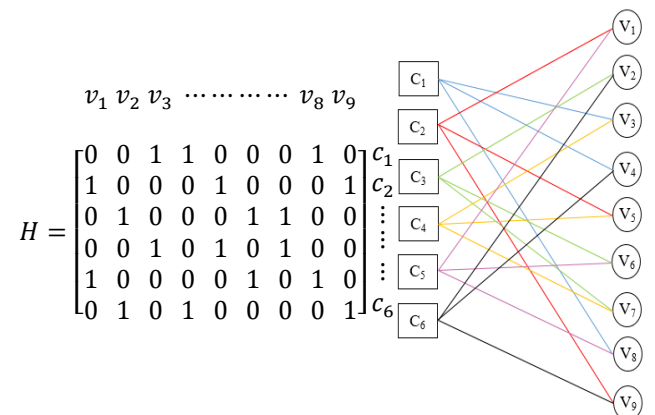 v₁ v₂ v₃ ⋯⋯⋯⋯ v₈ v₉
0 0 1 1 0 0 0 1 0 c₁
1 0 0 0 1 0 0 0 1 c₂
0 1 0 0 0 1 1 0 0 ⋮
H = 0 0 1 0 1 0 1 0 0 ⋮
1 0 0 0 0 1 0 1 0 ⋮
0 1 0 1 0 0 0 0 1 c₆
C₁
C₂
C₃
C₄
C₅
C₆
V₁
V₂
V₃
V₄
V₅
V₆
V₇
V₈
V₉